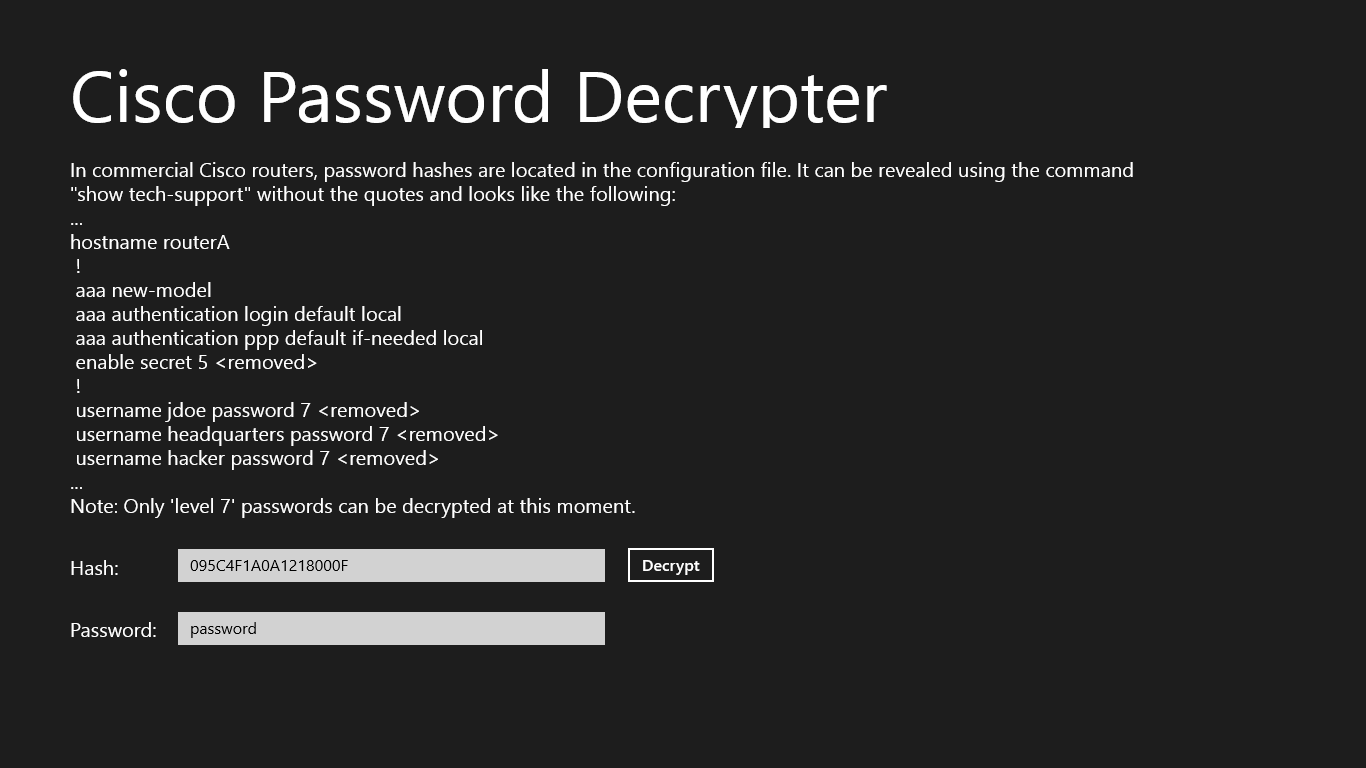 Cisco Password Decrypter
In commercial Cisco routers, password hashes are located in the configuration file. It can be revealed using the command
"show tech-support" without the quotes and looks like the following:
...
hostname routerA
!
aaa new-model
aaa authentication login default local
aaa authentication ppp default if-needed local
enable secret 5 <removed>
!
username jdoe password 7 <removed>
username headquarters password 7 <removed>
username hacker password 7 <removed>
...
Note: Only 'level 7' passwords can be decrypted at this moment.
Hash: 095C4F1A0A1218000F Decrypt
Password: password